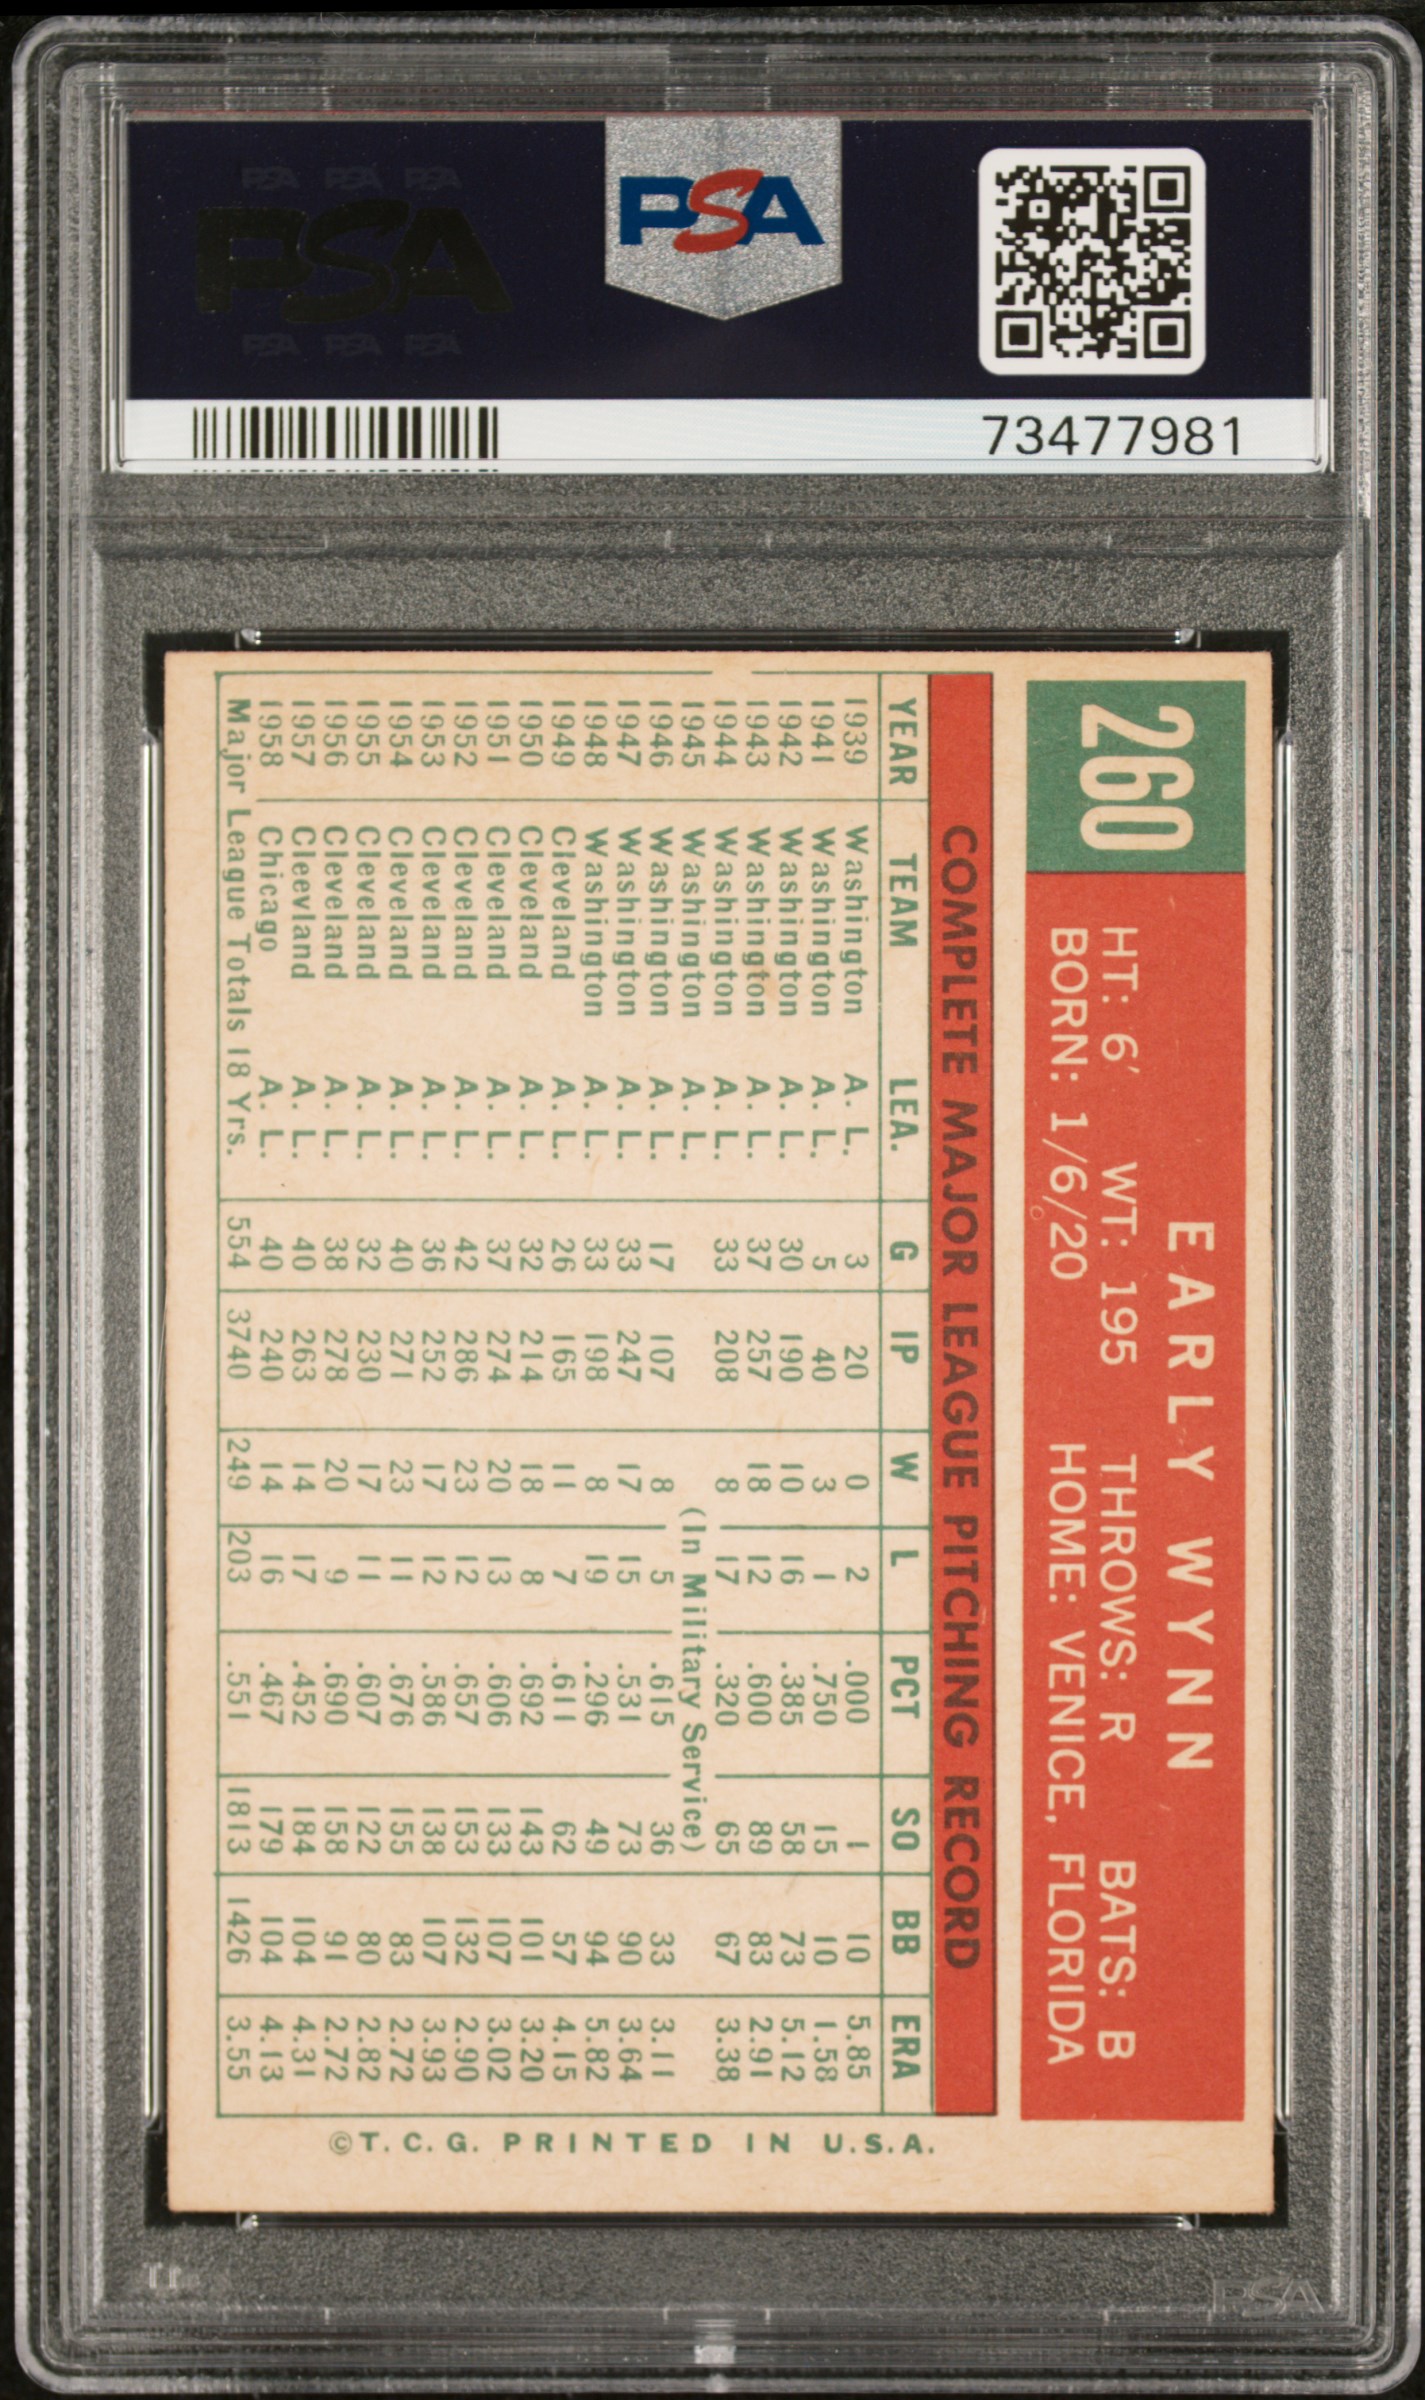 PSA PSA PSA
PSA
PSA PSA PSA
PSA
73477981
260
EARLY WYNN
HT: 6' WT: 195 THROWS: R BATS: B
BORN: 1/6/20 HOME: VENICE, FLORIDA
COMPLETE MAJOR LEAGUE PITCHING RECORD
YEAR TEAM LEA. G IP W L PCT SO BB ERA
1939 Washington A. L. 3 20 0 2 .000 1 10 5.85
1941 Washington A. L. 5 40 3 1 .750 15 10 1.58
1942 Washington A. L. 30 190 10 16 .385 58 73 5.12
1943 Washington A. L. 37 257 18 12 .600 89 83 2.91
1944 Washington A. L. 33 208 8 17 .320 65 67 3.38
1945 Washington A. L. (In Military Service)
1946 Washington A. L. 17 107 8 5 .615 36 33 3.11
1947 Washington A. L. 33 247 17 15 .531 73 90 3.64
1948 Washington A. L. 33 198 8 19 .296 49 94 5.82
1949 Cleveland A. L. 26 165 11 7 .611 62 57 4.15
1950 Cleveland A. L. 32 214 18 8 .692 143 101 3.20
1951 Cleveland A. L. 37 274 20 13 .606 133 107 3.02
1952 Cleveland A. L. 42 286 23 12 .657 153 132 2.90
1953 Cleveland A. L. 36 252 17 12 .586 138 107 3.93
1954 Cleveland A. L. 40 271 23 11 .676 155 83 2.72
1955 Cleveland A. L. 32 230 17 11 .607 122 80 2.82
1956 Cleveland A. L. 38 278 20 9 .690 158 91 2.72
1957 Cleevland A. L. 40 263 14 17 .452 184 104 4.31
1958 Chicago A. L. 40 240 14 16 .467 179 104 4.13
Major League Totals 18 Yrs. 554 3740 249 203 .551 1813 1426 3.55
©T. C. G. PRINTED IN U.S.A.
PSA